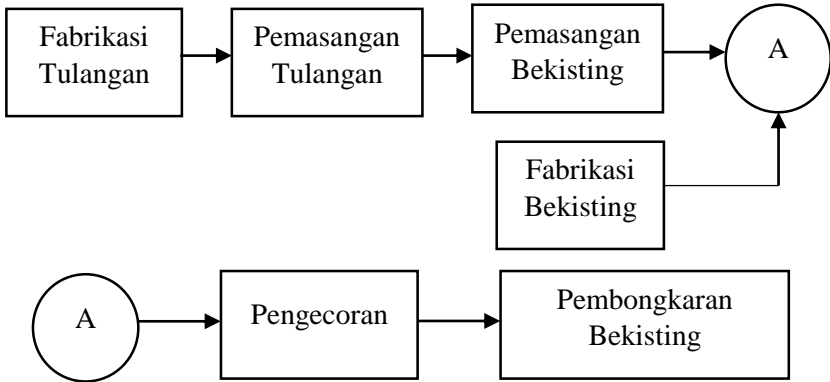 Fabrikasi
Tulangan
Pemasangan
Tulangan
Pemasangan
Bekisting
A
Fabrikasi
Bekisting
A
Pengecoran
Pembongkaran
Bekisting